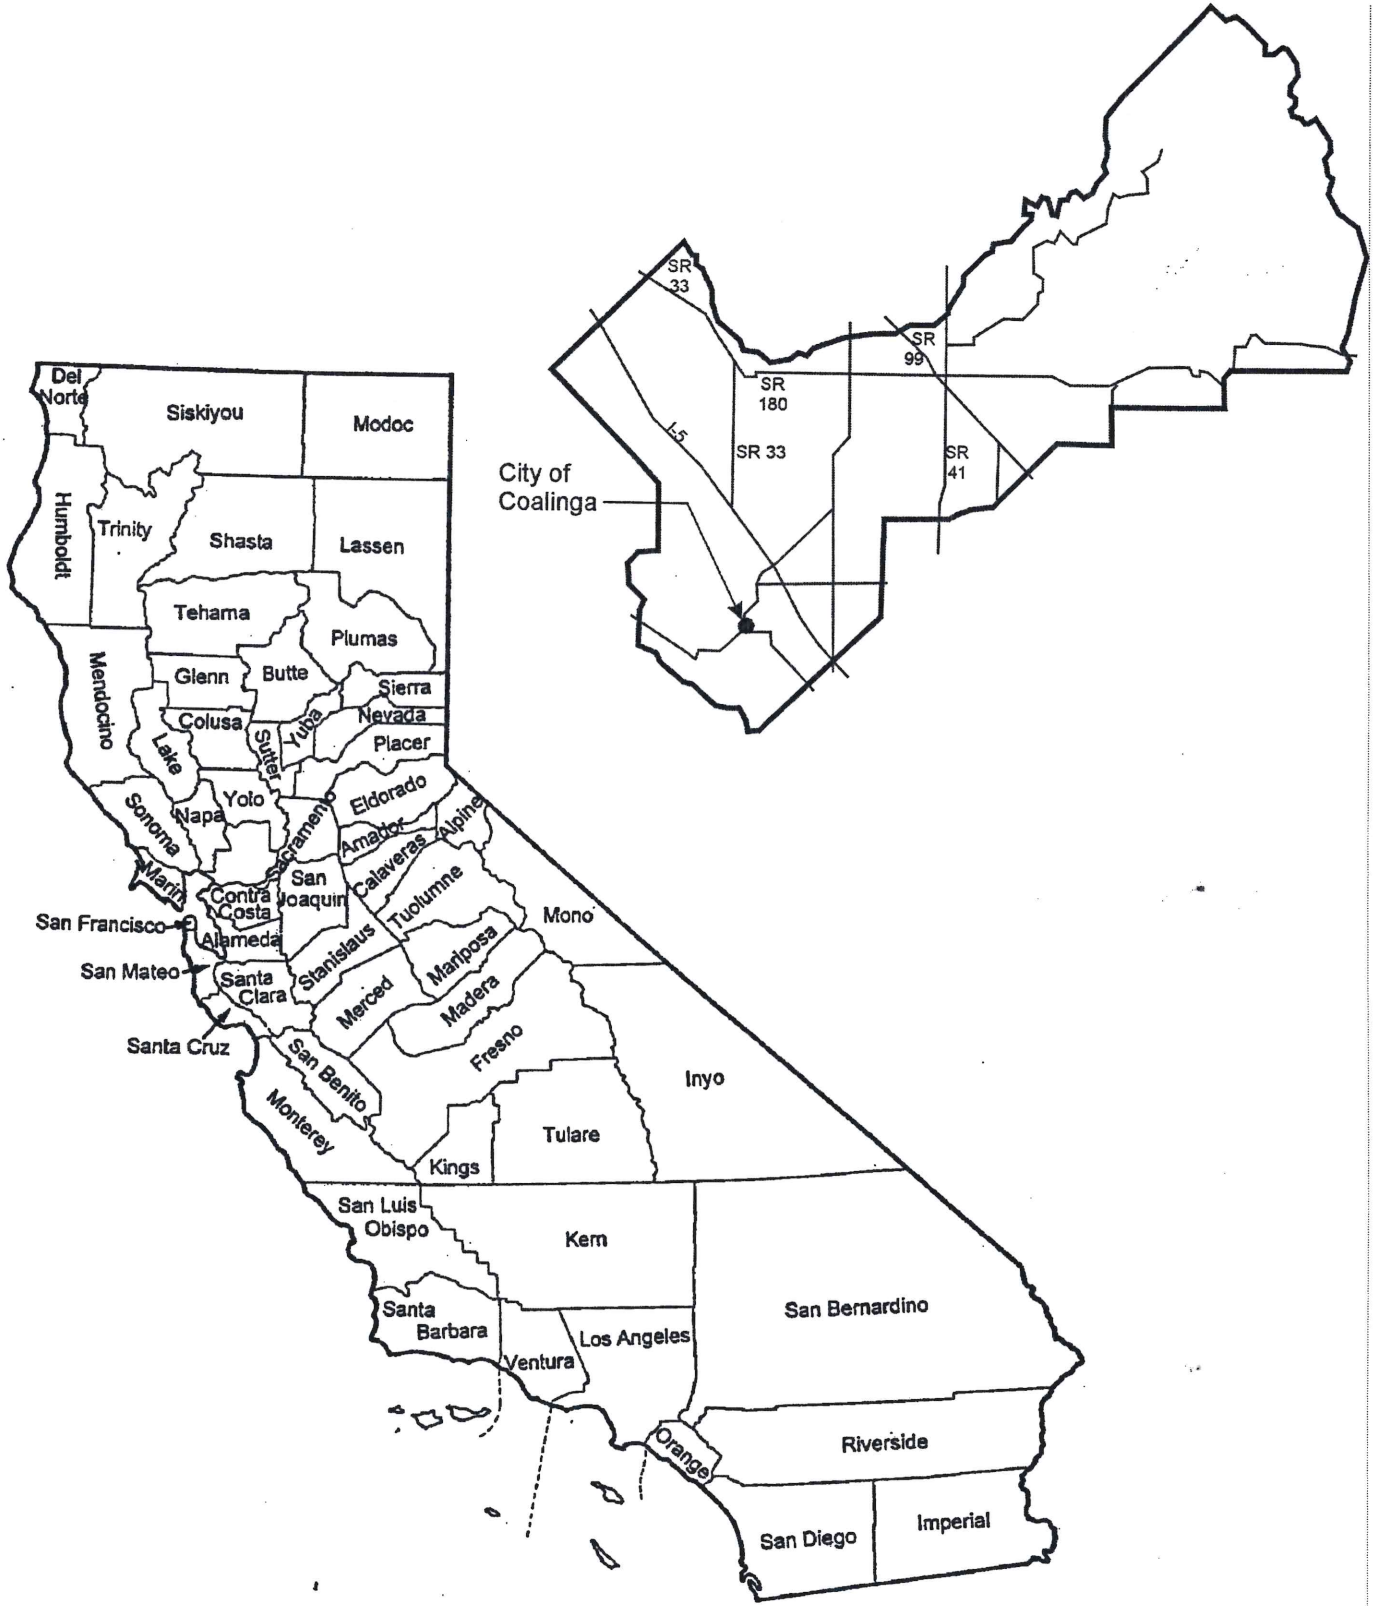 SR
33
SR
99
SR
180
I-5
SR 33
SR
41
City of
Coalinga
Del
Norte
Siskiyou
Modoc
Humboldt
Trinity
Shasta
Lassen
Tehama
Plumas
Mendocino
Glenn
Butte
Sierra
Colusa
Yuba
Nevada
Lake
Sutter
Placer
Sonoma
Napa
Yolo
Sacramento
Eldorado
Alpine
Amador
Marin
Calaveras
Contra
Costa
San
Joaquin
Tuolumne
Mono
San Francisco
Alameda
Stanislaus
Mariposa
San Mateo
Santa
Clara
Merced
Madera
Santa Cruz
San Benito
Fresno
Inyo
Monterey
Tulare
Kings
San Luis
Obispo
Kern
San Bernardino
Santa
Barbara
Ventura
Los Angeles
Orange
Riverside
San Diego
Imperial